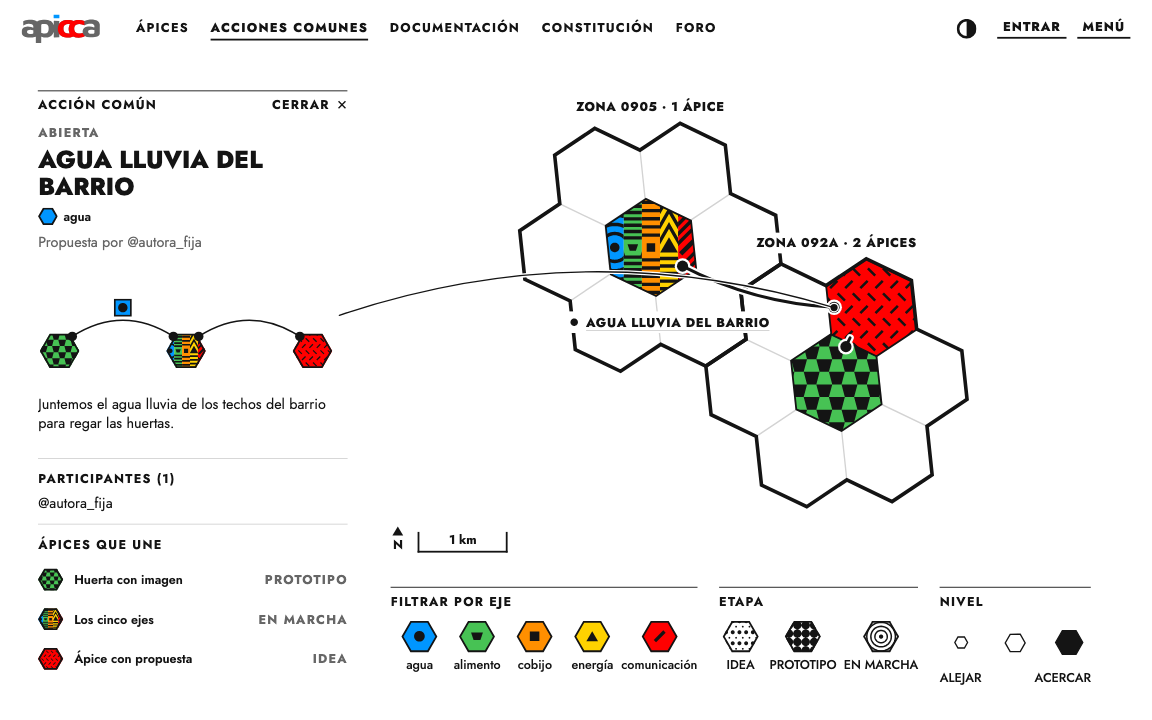 apicca
ÁPICES
ACCIONES COMUNES
DOCUMENTACIÓN
CONSTITUCIÓN
FORO
ENTRAR
MENÚ
ACCIÓN COMÚN
CERRAR ✕
ABIERTA
AGUA LLUVIA DEL
BARRIO
agua
Propuesta por @autora_fija
Juntemos el agua lluvia de los techos del barrio
para regar las huertas.
PARTICIPANTES (1)
@autora_fija
ÁPICES QUE UNE
Huerta con imagen
PROTOTIPO
Los cinco ejes
EN MARCHA
Ápice con propuesta
IDEA
ZONA 0905 · 1 ÁPICE
ZONA 092A · 2 ÁPICES
AGUA LLUVIA DEL BARRIO
N
1 km
FILTRAR POR EJE
agua
alimento
cobijo
energía
comunicación
ETAPA
IDEA
PROTOTIPO
EN MARCHA
NIVEL
ALEJAR
ACERCAR